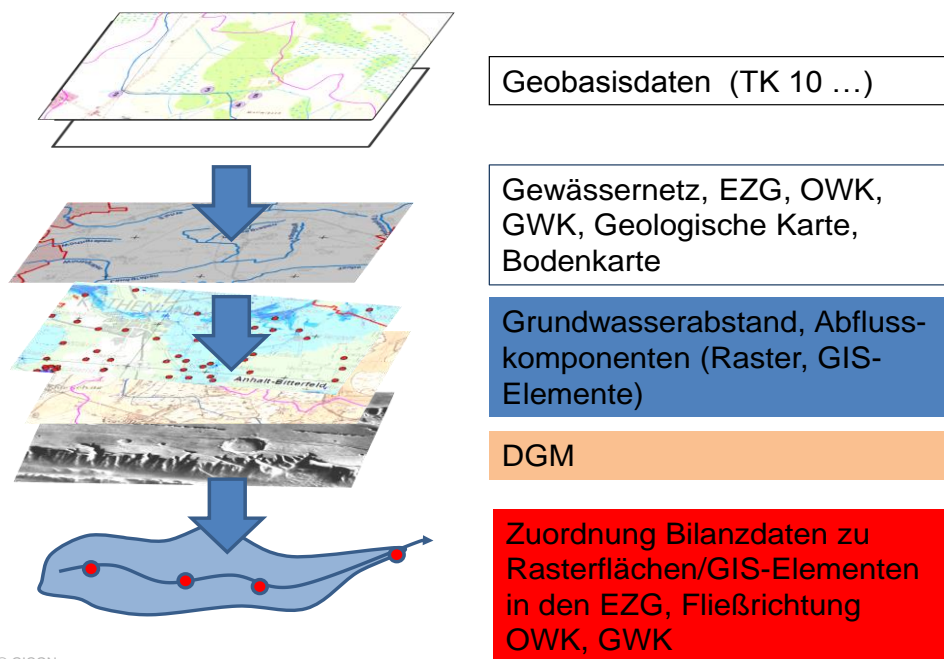 Geobasisdaten (TK 10 …)
Gewässernetz, EZG, OWK,
GWK, Geologische Karte,
Bodenkarte
Grundwasserabstand, Abfluss-
komponenten (Raster, GIS-
Elemente)
Anhalt-Bitterfeld,
DGM
Zuordnung Bilanzdaten zu
Rasterflächen/GIS-Elementen
in den EZG, Fließrichtung
OWK, GWK